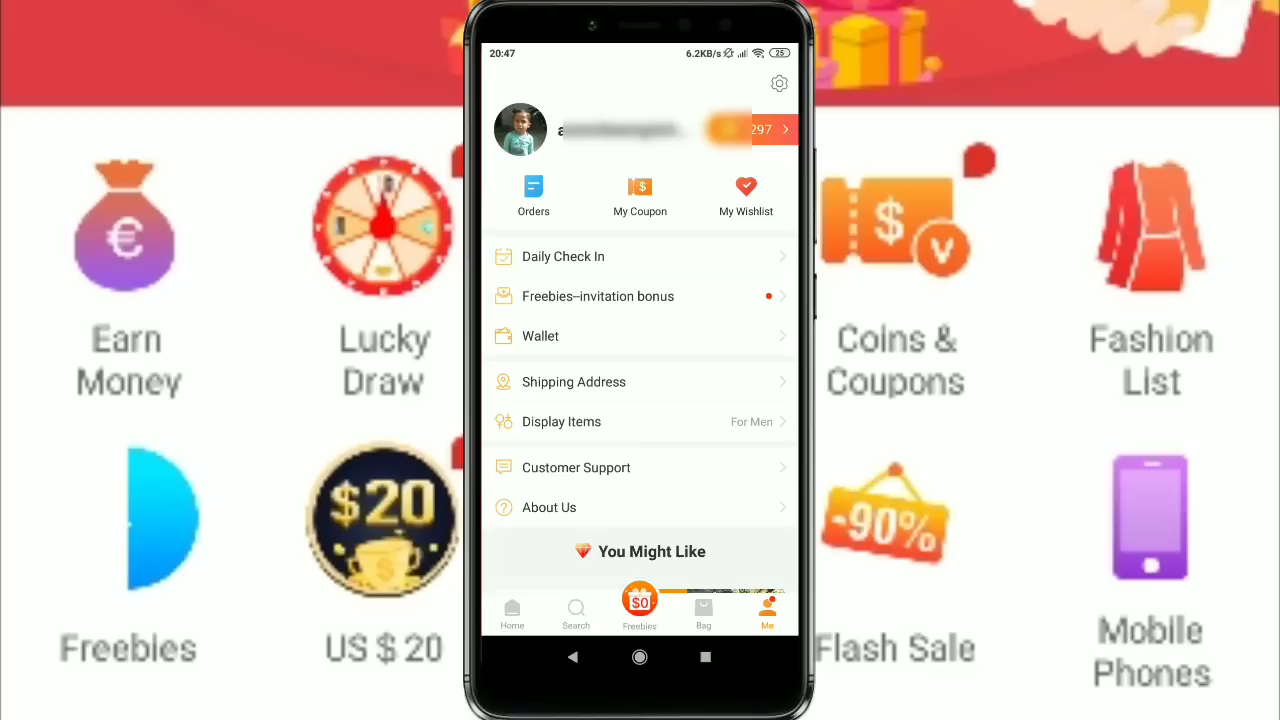 20:47
6.2KB/s
25
297
Orders
My Coupon
My Wishlist
Daily Check In
Freebies–invitation bonus
Wallet
Shipping Address
Display Items
For Men
Customer Support
About Us
You Might Like
$0
Home
Search
Freebies
Bag
Me
€
Earn
Money
Lucky
Draw
$
V
Coins &
Coupons
Fashion
List
Freebies
$20
$
US $ 20
-90%
Flash Sale
Mobile
Phones